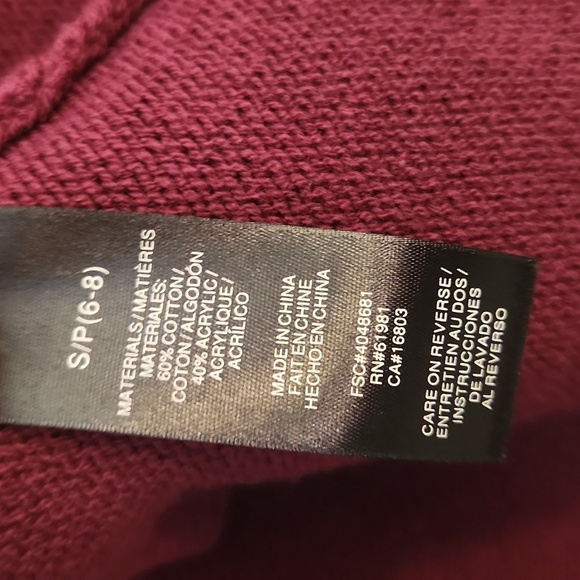 S/P(6-8)
MATERIALS/MATIÈRES
MATERIALES:
60% COTTON/
COTON/ALGODÓN
40% ACRYLIC/
ACRYLIQUE/
ACRÍLICO
MADE IN CHINA
FAIT EN CHINE
HECHO EN CHINA
FSC#4048681
RN#61981
CA#16803
CARE ON REVERSE/
ENTRETIEN AU DOS/
INSTRUCCIONES
DE LAVADO
AL REVERSO